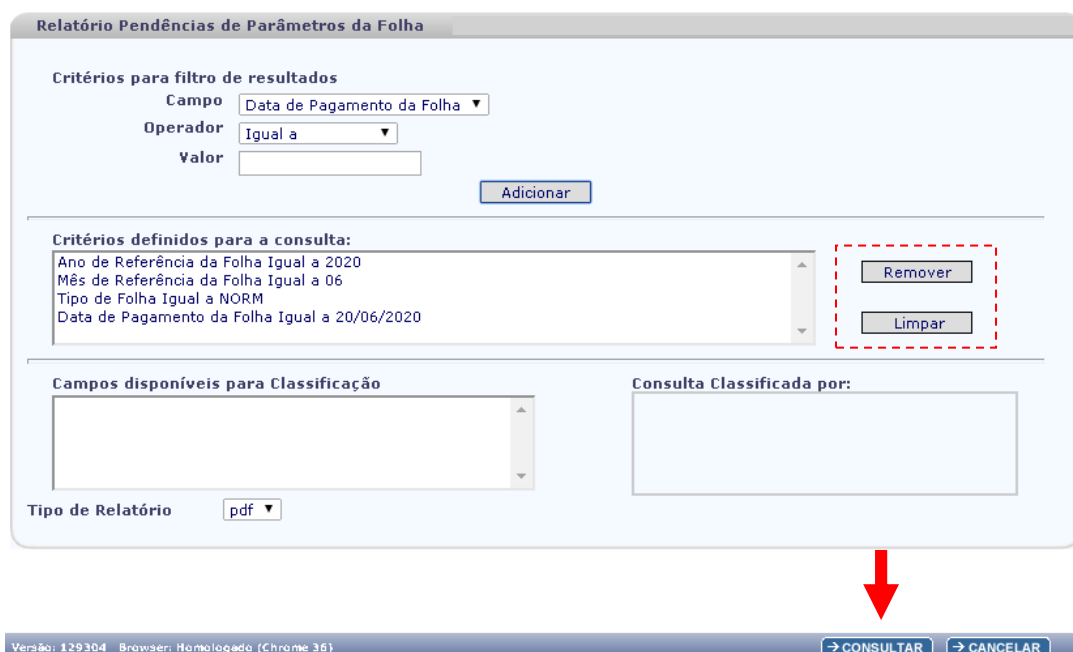 Relatório Pendências de Parâmetros da Folha
Critérios para filtro de resultados
Campo Data de Pagamento da Folha
Operador Igual a
Valor
Adicionar
Critérios definidos para a consulta:
Ano de Referência da Folha Igual a 2020
Mês de Referência da Folha Igual a 06
Tipo de Folha Igual a NORM
Data de Pagamento da Folha Igual a 20/06/2020
Remover
Limpar
Campos disponíveis para Classificação
Consulta Classificada por:
Tipo de Relatório pdf
Versão: 129304 Browser: Homologado (Chrome 36)
CONSULTAR
CANCELAR